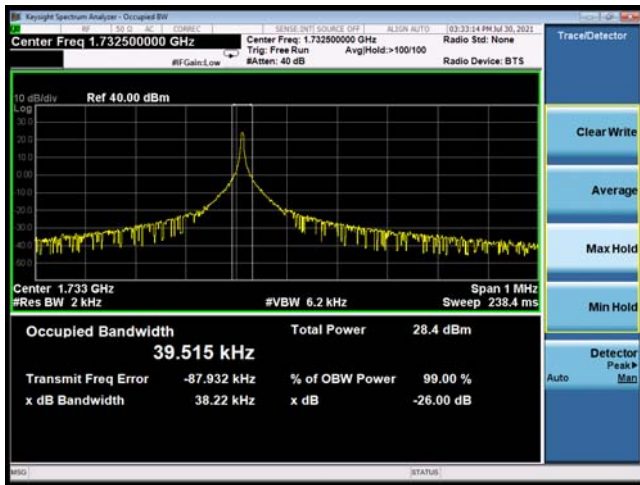 Keysight Spectrum Analyzer - Occupied BW
RF 50 Ω AC CORREC SENSE:INT SOURCE OFF ALIGN AUTO 03:33:14 PM Jul 30, 2021
Center Freq 1.732500000 GHz
Center Freq: 1.732500000 GHz
Radio Std: None
Trace/Detector
Trig: Free Run Avg|Hold:>100/100
#IFGain:Low #Atten: 40 dB Radio Device: BTS
10 dB/div Ref 40.00 dBm
Log
30.0
20.0
10.0
0.00
-10.0
-20.0
-30.0
-40.0
-50.0
Center 1.733 GHz Span 1 MHz
#Res BW 2 kHz #VBW 6.2 kHz Sweep 238.4 ms
Occupied Bandwidth Total Power 28.4 dBm
39.515 kHz
Transmit Freq Error -87.932 kHz % of OBW Power 99.00 %
x dB Bandwidth 38.22 kHz x dB -26.00 dB
Clear Write
Average
Max Hold
Min Hold
Detector
Peak▶
Auto Man
MSG STATUS